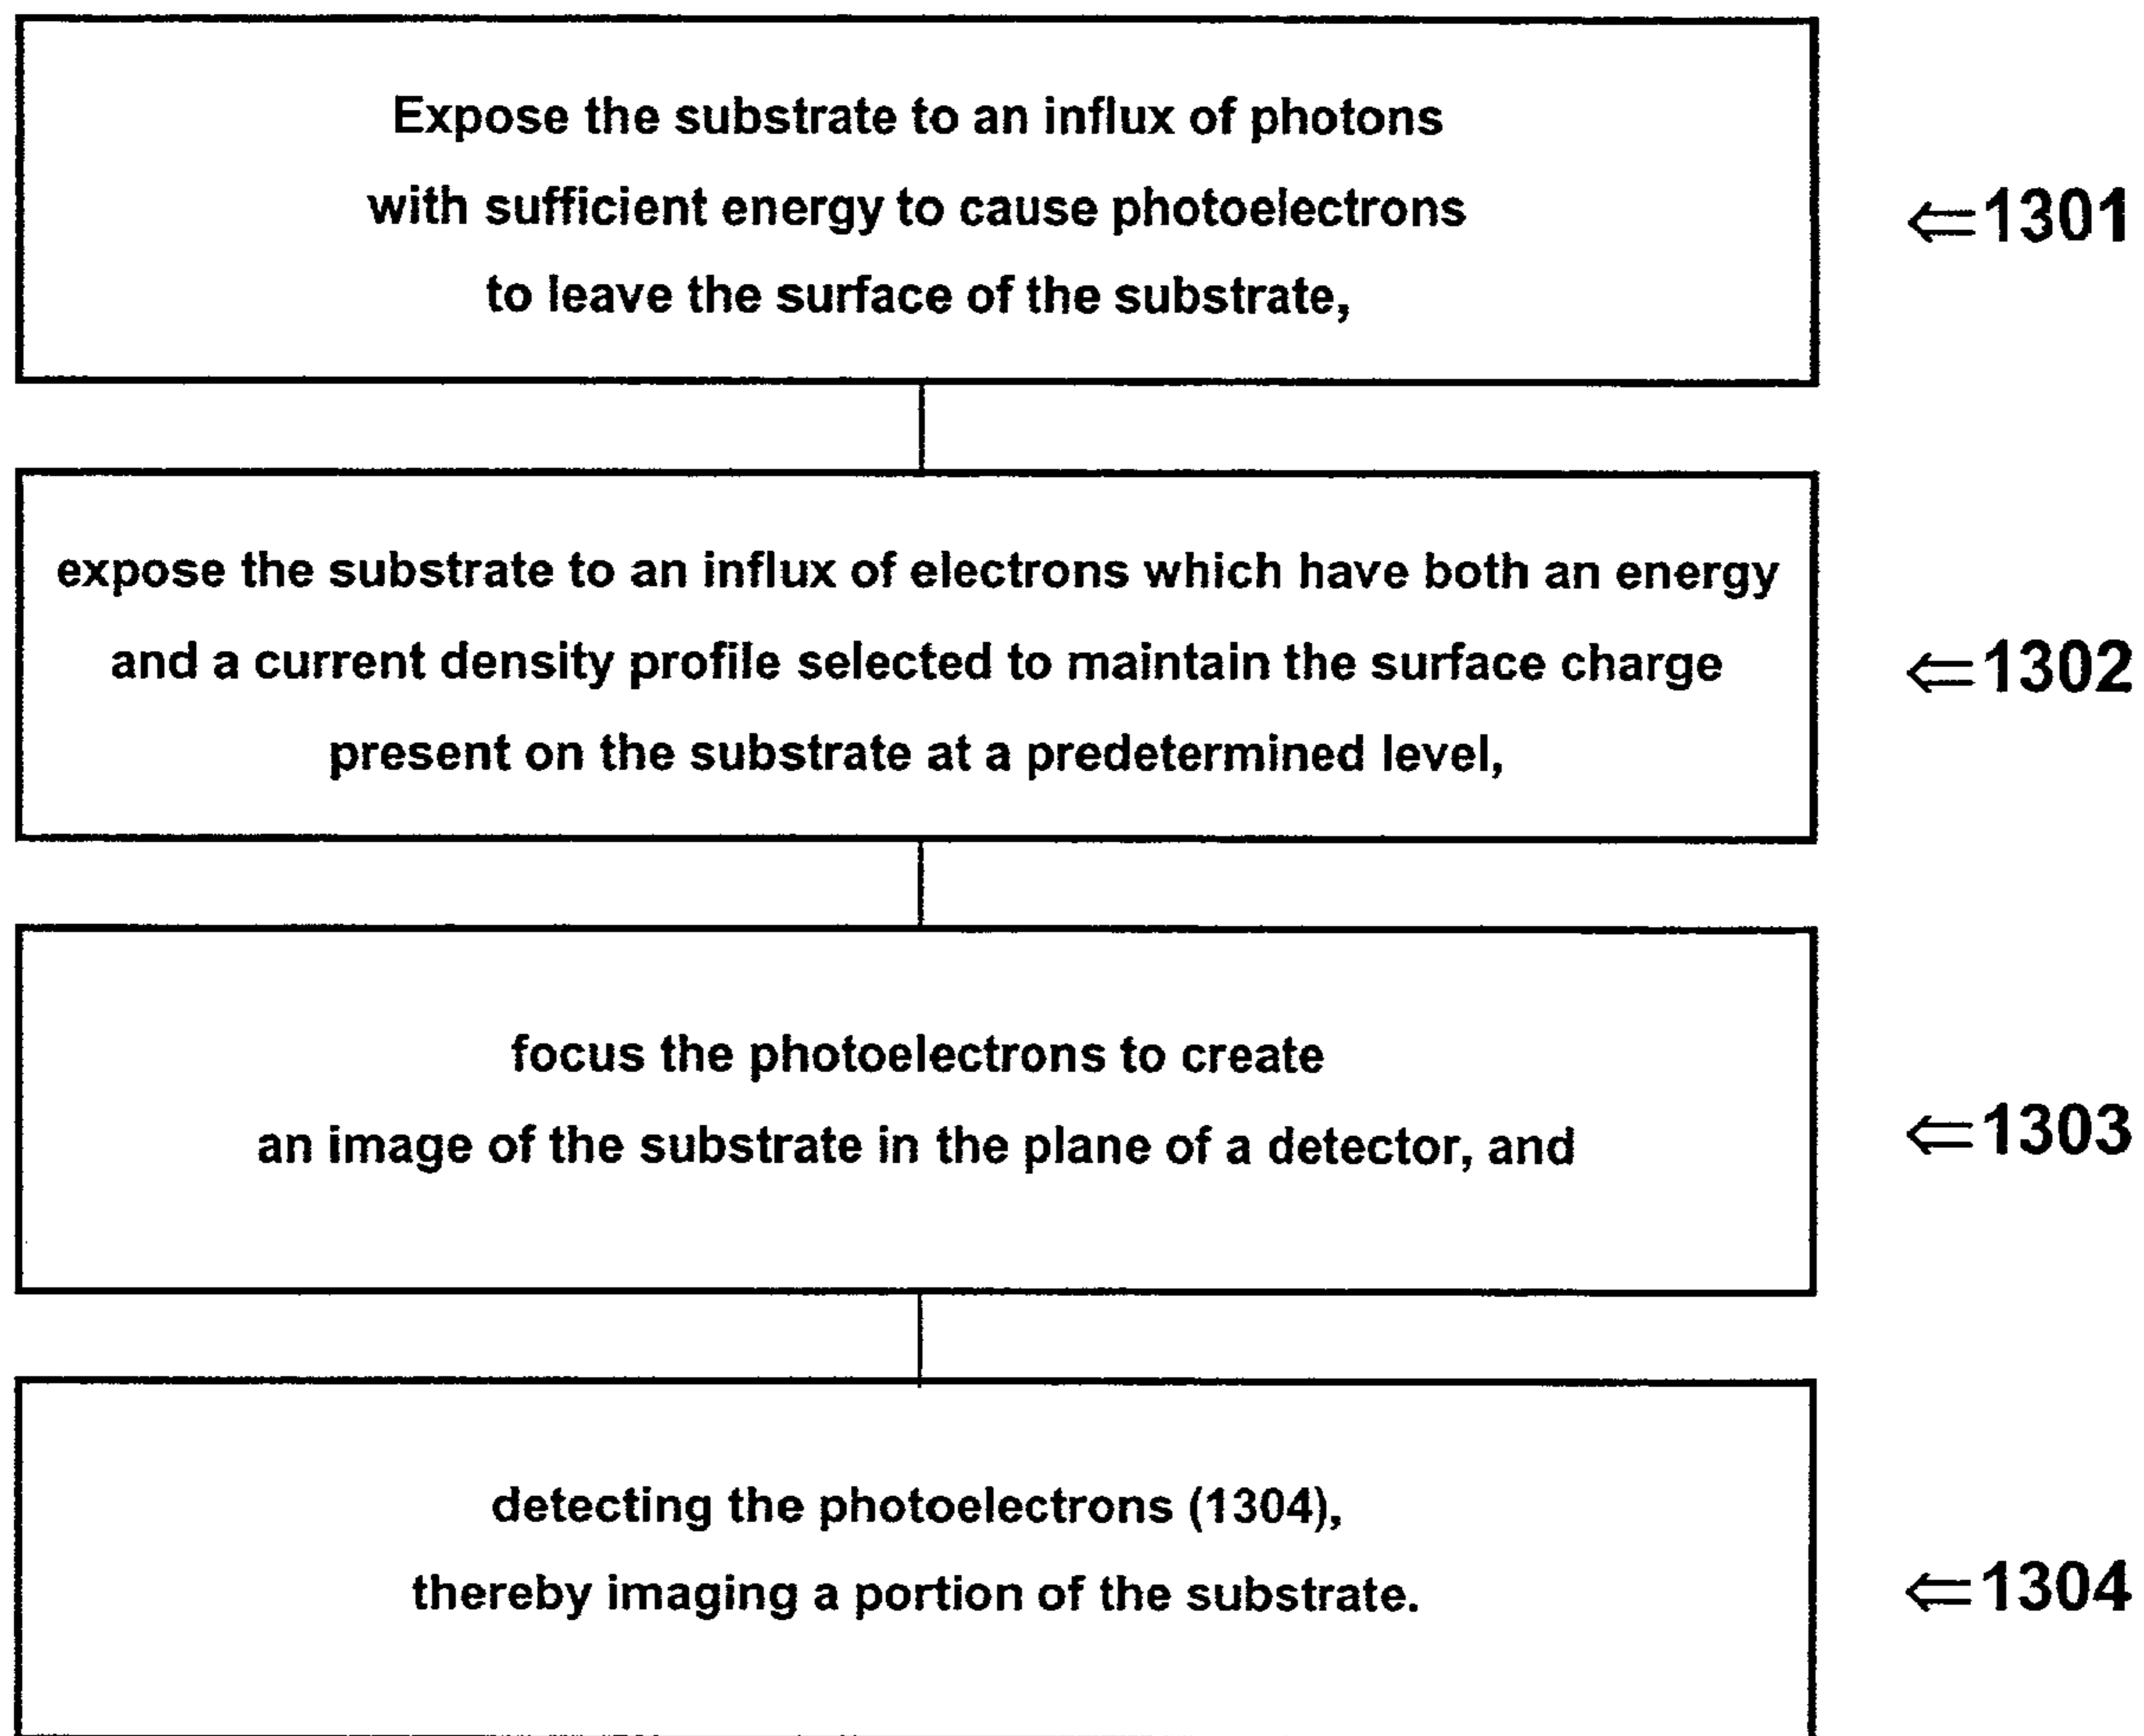 Expose the substrate to an influx of photons
with sufficient energy to cause photoelectrons
to leave the surface of the substrate,
⇐1301
expose the substrate to an influx of electrons which have both an energy
and a current density profile selected to maintain the surface charge
present on the substrate at a predetermined level,
⇐1302
focus the photoelectrons to create
an image of the substrate in the plane of a detector, and
⇐1303
detecting the photoelectrons (1304),
thereby imaging a portion of the substrate.
⇐1304